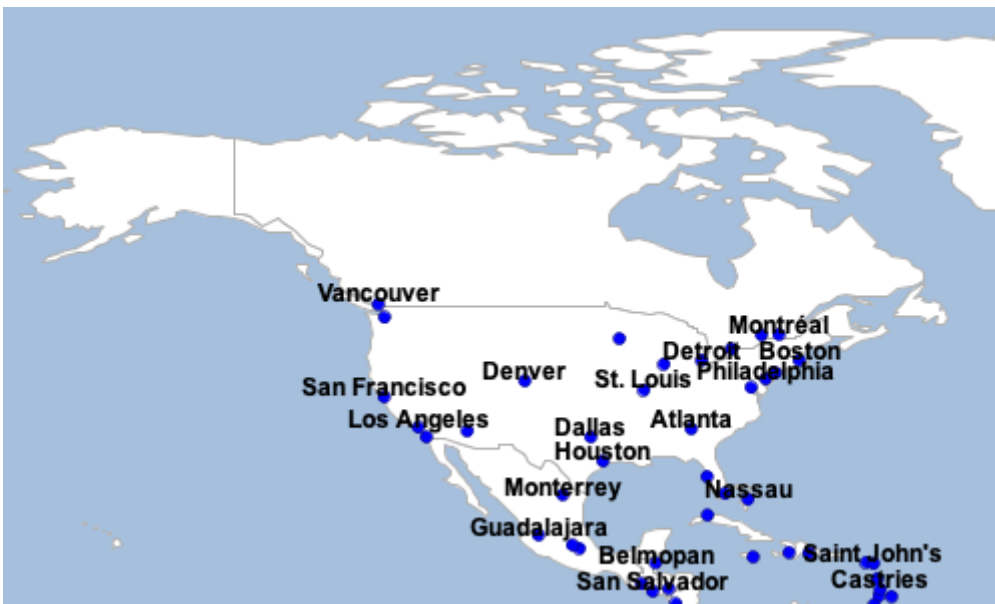 Vancouver
Montréal
Detroit
Boston
Denver
Philadelphia
St. Louis
San Francisco
Los Angeles
Atlanta
Dallas
Houston
Monterrey
Nassau
Guadalajara
Belmopan
Saint John's
San Salvador
Castries